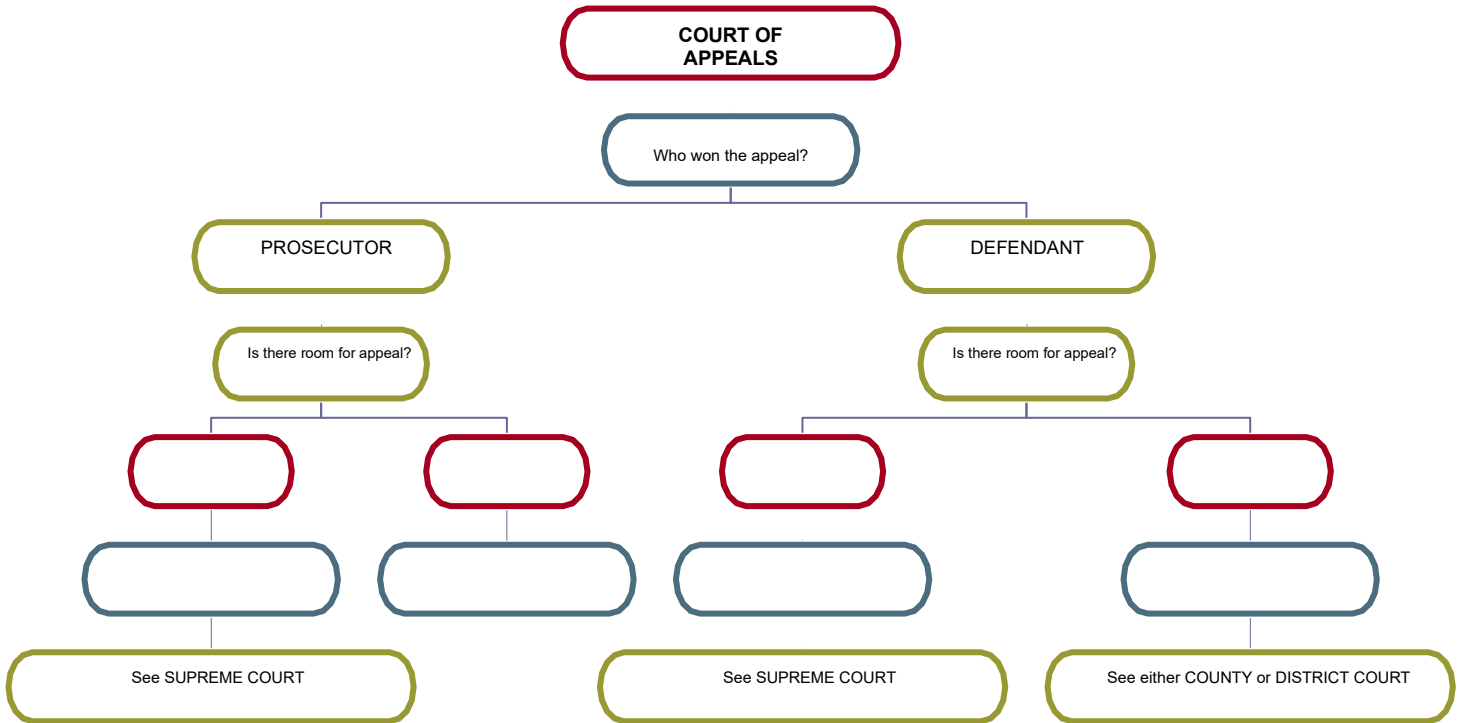 COURT OF
APPEALS
Who won the appeal?
PROSECUTOR
DEFENDANT
Is there room for appeal?
Is there room for appeal?
See SUPREME COURT
See SUPREME COURT
See either COUNTY or DISTRICT COURT